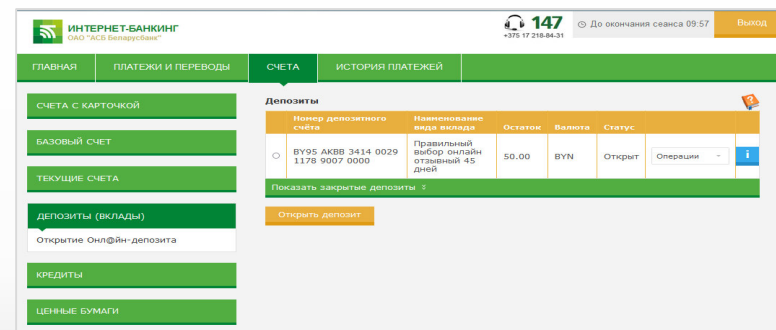 ИНТЕРНЕТ-БАНКИНГ
ОАО "АСБ Беларусбанк"
147
+375 17 218-84-31
До окончания сеанса 09:57
Выход
ГЛАВНАЯ
ПЛАТЕЖИ И ПЕРЕВОДЫ
СЧЕТА
ИСТОРИЯ ПЛАТЕЖЕЙ
СЧЕТА С КАРТОЧКОЙ
БАЗОВЫЙ СЧЕТ
ТЕКУЩИЕ СЧЕТА
ДЕПОЗИТЫ (ВКЛАДЫ)
Открытие Онл@йн-депозита
КРЕДИТЫ
ЦЕННЫЕ БУМАГИ
Депозиты
Номер депозитного
счёта
Наименование
вида вклада
Остаток
Валюта
Статус
BY95 AKBB 3414 0029
1178 9007 0000
Правильный
выбор онлайн
отзывный 45
дней
50.00
BYN
Открыт
Операции
i
Показать закрытые депозиты
Открыть депозит